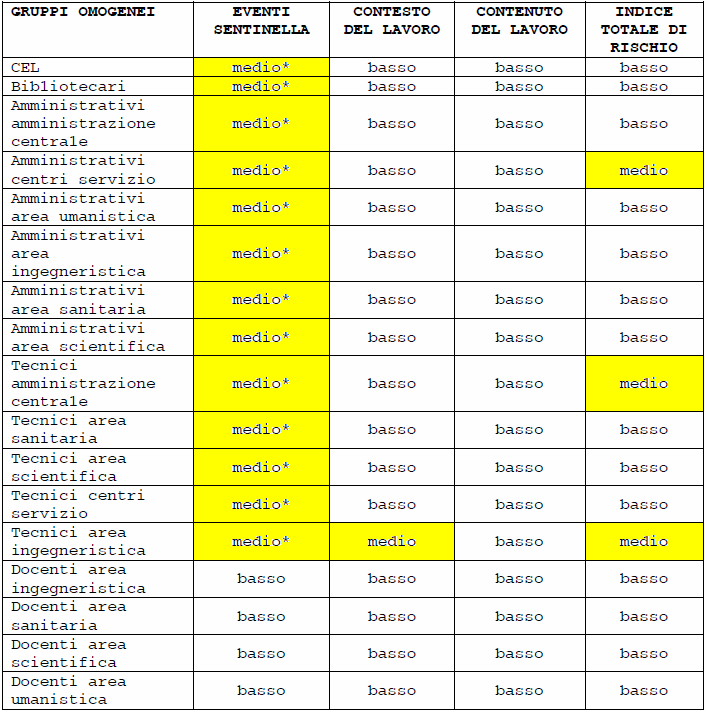 GRUPPI OMOGENEI EVENTI SENTINELLA CONTESTO DEL LAVORO CONTENUTO DEL LAVORO INDICE TOTALE DI RISCHIO
CEL medio* basso basso basso
Bibliotecari medio* basso basso basso
Amministrativi amministrazione centrale medio* basso basso basso
Amministrativi centri servizio medio* basso basso medio
Amministrativi area umanistica medio* basso basso basso
Amministrativi area ingegneristica medio* basso basso basso
Amministrativi area sanitaria medio* basso basso basso
Amministrativi area scientifica medio* basso basso basso
Tecnici amministrazione centrale medio* basso basso medio
Tecnici area sanitaria medio* basso basso basso
Tecnici area scientifica medio* basso basso basso
Tecnici centri servizio medio* basso basso basso
Tecnici area ingegneristica medio* medio basso medio
Docenti area ingegneristica basso basso basso basso
Docenti area sanitaria basso basso basso basso
Docenti area scientifica basso basso basso basso
Docenti area umanistica basso basso basso basso